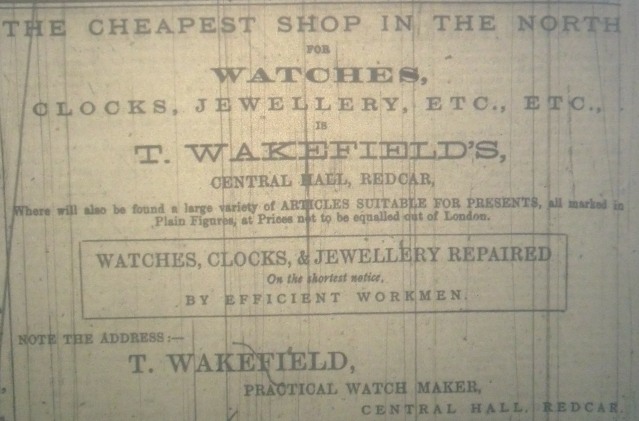 THE CHEAPEST SHOP IN THE NORTH
FOR
WATCHES,
CLOCKS, JEWELLERY, ETC., ETC.,
IS
T. WAKEFIELD'S,
CENTRAL HALL, REDCAR,
Where will also be found a large variety of ARTICLES SUITABLE FOR PRESENTS, all marked in
Plain Figures, at Prices not to be equalled out of London.
WATCHES, CLOCKS, & JEWELLERY REPAIRED
On the shortest notice,
BY EFFICIENT WORKMEN.
NOTE THE ADDRESS:—
T. WAKEFIELD,
PRACTICAL WATCH MAKER,
CENTRAL HALL, REDCAR.